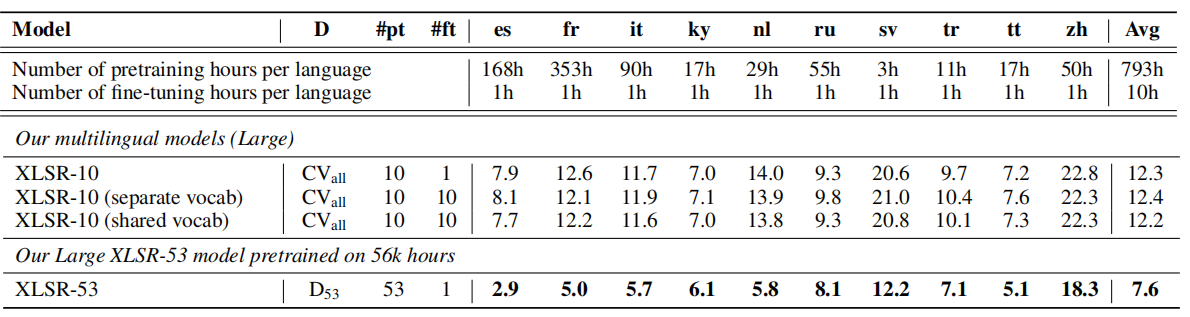 Model D #pt #ft es fr it ky nl ru sv tr tt zh Avg
Number of pretraining hours per language 168h 353h 90h 17h 29h 55h 3h 11h 17h 50h 793h
Number of fine-tuning hours per language 1h 1h 1h 1h 1h 1h 1h 1h 1h 1h 10h
Our multilingual models (Large)
XLSR-10 CVall 10 1 7.9 12.6 11.7 7.0 14.0 9.3 20.6 9.7 7.2 22.8 12.3
XLSR-10 (separate vocab) CVall 10 10 8.1 12.1 11.9 7.1 13.9 9.8 21.0 10.4 7.6 22.3 12.4
XLSR-10 (shared vocab) CVall 10 10 7.7 12.2 11.6 7.0 13.8 9.3 20.8 10.1 7.3 22.3 12.2
Our Large XLSR-53 model pretrained on 56k hours
XLSR-53 D53 53 1 2.9 5.0 5.7 6.1 5.8 8.1 12.2 7.1 5.1 18.3 7.6